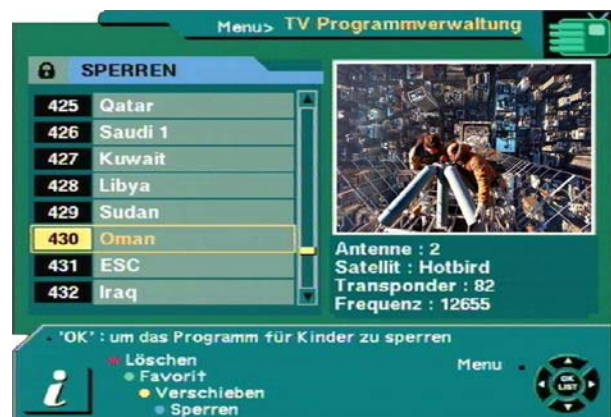 Menu> TV Programmverwaltung
SPERREN
425 Qatar
426 Saudi 1
427 Kuwait
428 Libya
429 Sudan
430 Oman
431 ESC
432 Iraq
Antenne : 2
Satellit : Hotbird
Transponder : 82
Frequenz : 12655
'OK' : um das Programm für Kinder zu sperren
Löschen
Favorit
Verschieben
Sperren
Menu
OK
LIST
i